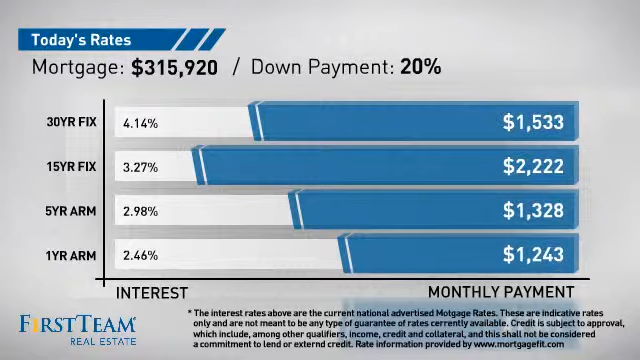 Today's Rates
Mortgage: $315,920 / Down Payment: 20%
30YR FIX 4.14% $1,533
15YR FIX 3.27% $2,222
5YR ARM 2.98% $1,328
1YR ARM 2.46% $1,243
INTEREST MONTHLY PAYMENT
FIRSTTEAM®
REAL ESTATE
* The interest rates above are the current national advertised Motgage Rates. These are indicative rates
only and are not meant to be any type of guarantee of rates cerrently available. Credit is subject to approval,
which include, among other qualifiers, income, credit and collateral, and this shall not be considered
a commitment to lend or externd credit. Rate information provided by www.mortgagefit.com